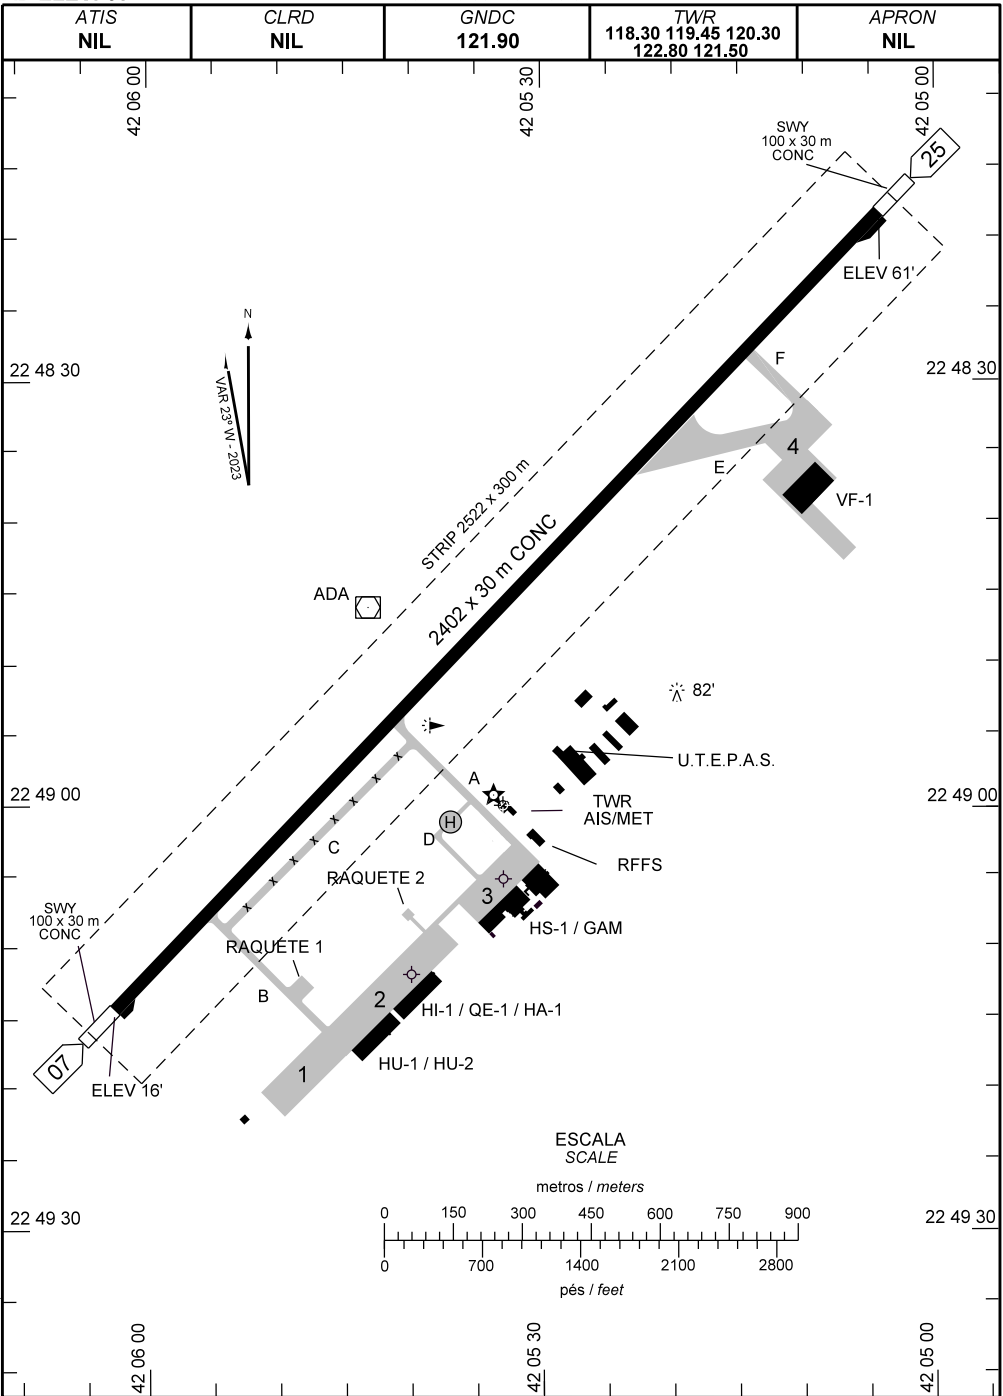 ATIS
NIL
CLRD
NIL
GNDC
121.90
TWR
118.30 119.45 120.30
122.80 121.50
APRON
NIL
42 06 00
42 05 30
42 05 00
SWY
100 x 30 m
CONC
25
ELEV 61'
N
VAR 23° W - 2023
22 48 30
22 48 30
F
4
E
VF-1
STRIP 2522 x 300 m
2402 x 30 m CONC
ADA
82'
U.T.E.P.A.S.
A
TWR
AIS/MET
22 49 00
22 49 00
H
D
C
RFFS
RAQUETE 2
3
HS-1 / GAM
SWY
100 x 30 m
CONC
RAQUETE 1
B
2
HI-1 / QE-1 / HA-1
HU-1 / HU-2
1
07
ELEV 16'
ESCALA
SCALE
metros / meters
0 150 300 450 600 750 900
0 700 1400 2100 2800
pés / feet
22 49 30
22 49 30
42 06 00
42 05 30
42 05 00